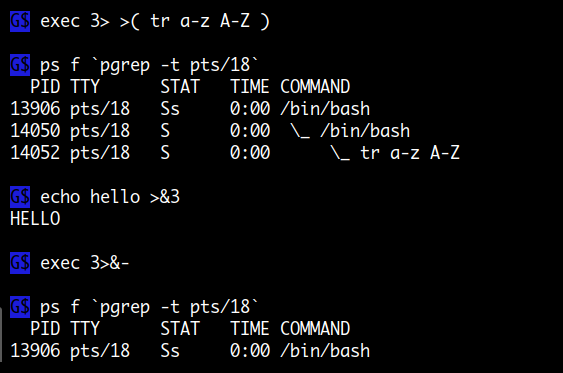 G$ exec 3> >( tr a-z A-Z )
G$ ps f `pgrep -t pts/18`
  PID TTY      STAT   TIME COMMAND
13906 pts/18   Ss     0:00 /bin/bash
14050 pts/18   S      0:00  \_ /bin/bash
14052 pts/18   S      0:00      \_ tr a-z A-Z
G$ echo hello >&3
HELLO
G$ exec 3>&-
G$ ps f `pgrep -t pts/18`
  PID TTY      STAT   TIME COMMAND
13906 pts/18   Ss     0:00 /bin/bash